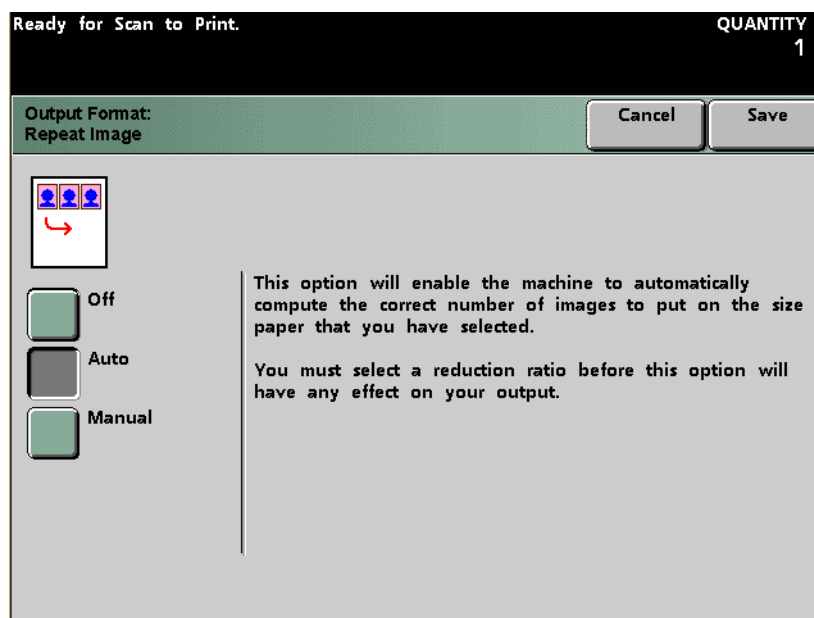 Ready for Scan to Print.
QUANTITY
1
Output Format:
Repeat Image
Cancel
Save
Off
Auto
Manual
This option will enable the machine to automatically
compute the correct number of images to put on the size
paper that you have selected.
You must select a reduction ratio before this option will
have any effect on your output.